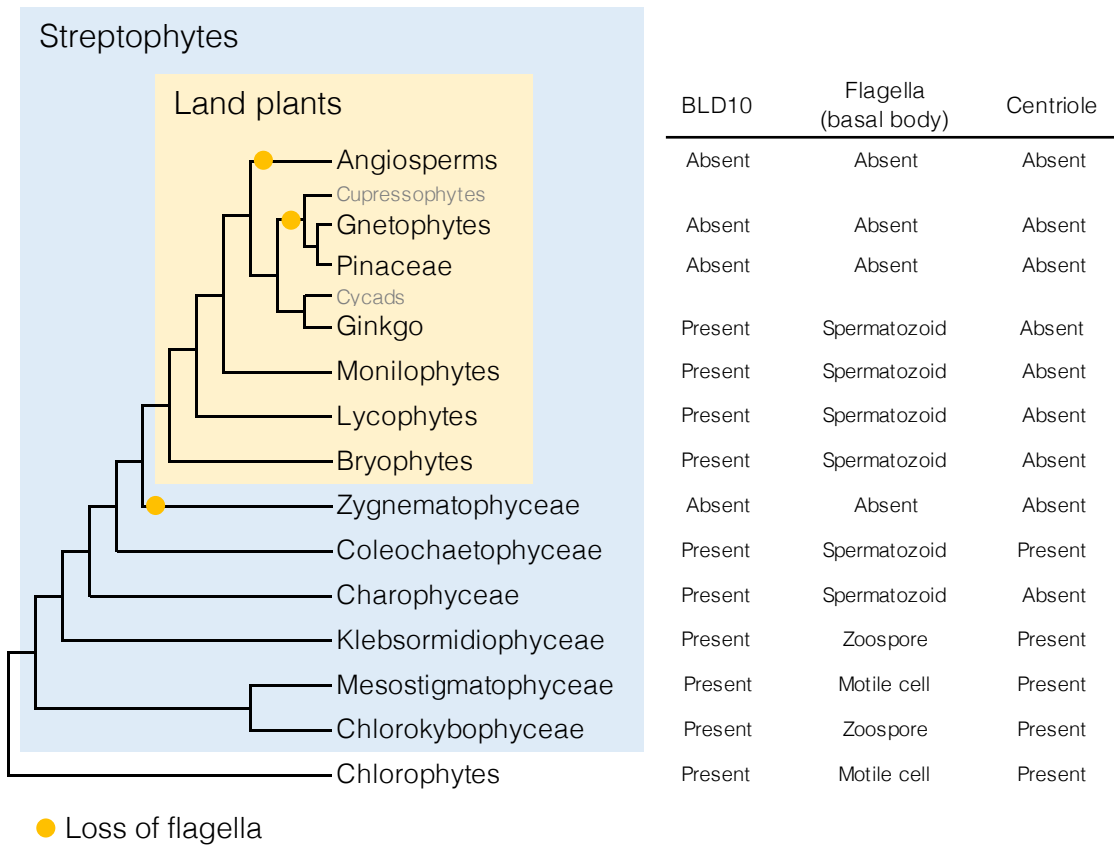 Streptophytes
Land plants
BLD10 Flagella (basal body) Centriole
Angiosperms Absent Absent Absent
Cupressophytes
Gnetophytes Absent Absent Absent
Pinaceae Absent Absent Absent
Cycads
Ginkgo Present Spermatozoid Absent
Monilophytes Present Spermatozoid Absent
Lycophytes Present Spermatozoid Absent
Bryophytes Present Spermatozoid Absent
Zygnematophyceae Absent Absent Absent
Coleochaetophyceae Present Spermatozoid Present
Charophyceae Present Spermatozoid Absent
Klebsormidiophyceae Present Zoospore Present
Mesostigmatophyceae Present Motile cell Present
Chlorokybophyceae Present Zoospore Present
Chlorophytes Present Motile cell Present
Loss of flagella